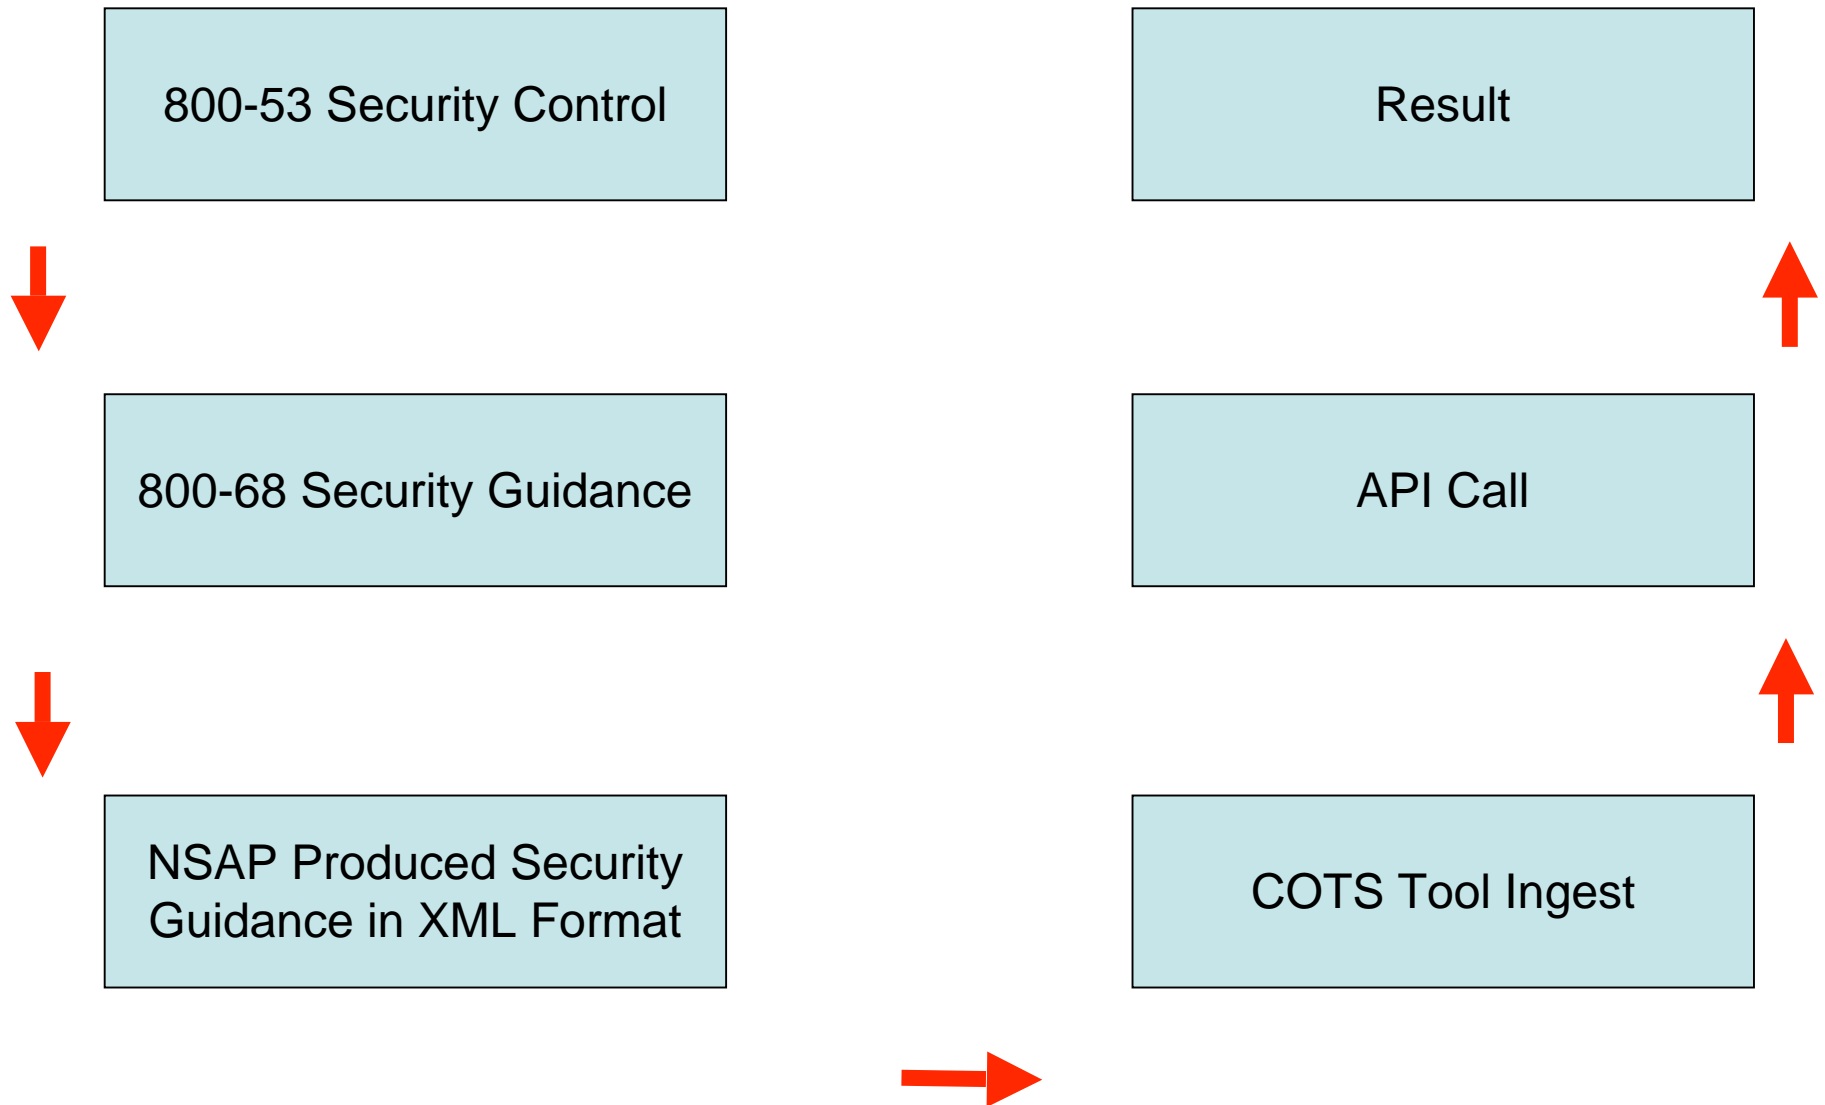 800-53 Security Control
Result
800-68 Security Guidance
API Call
NSAP Produced Security
Guidance in XML Format
COTS Tool Ingest